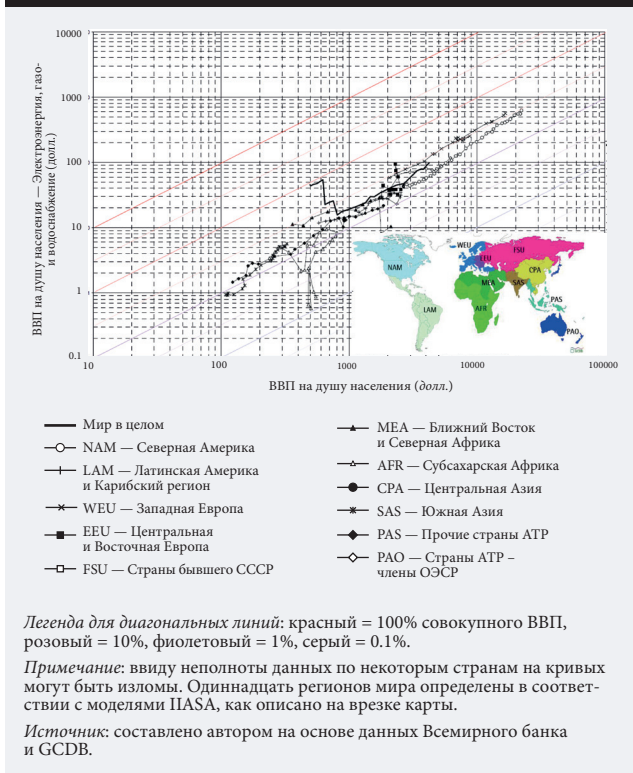 10000
1000
100
10
1
0.1
ВВП на душу населения — Электроэнергия, газо-
и водоснабжение (долл.)
10
100
1000
10000
100000
ВВП на душу населения (долл.)
NAM
LAM
WEU
EEU
FSU
MEA
AFR
SAS
CPA
PAS
PAO
Мир в целом
NAM — Северная Америка
LAM — Латинская Америка
и Карибский регион
WEU — Западная Европа
EEU — Центральная
и Восточная Европа
FSU — Страны бывшего СССР
MEA — Ближний Восток
и Северная Африка
AFR — Субсахарская Африка
CPA — Центральная Азия
SAS — Южная Азия
PAS — Прочие страны АТР
PAO — Страны АТР –
члены ОЭСР
Легенда для диагональных линий: красный = 100% совокупного ВВП,
розовый = 10%, фиолетовый = 1%, серый = 0.1%.
Примечание: ввиду неполноты данных по некоторым странам на кривых
могут быть изломы. Одиннадцать регионов мира определены в соответ-
ствии с моделями IIASA, как описано на врезке карты.
Источник: составлено автором на основе данных Всемирного банка
и GCDB.